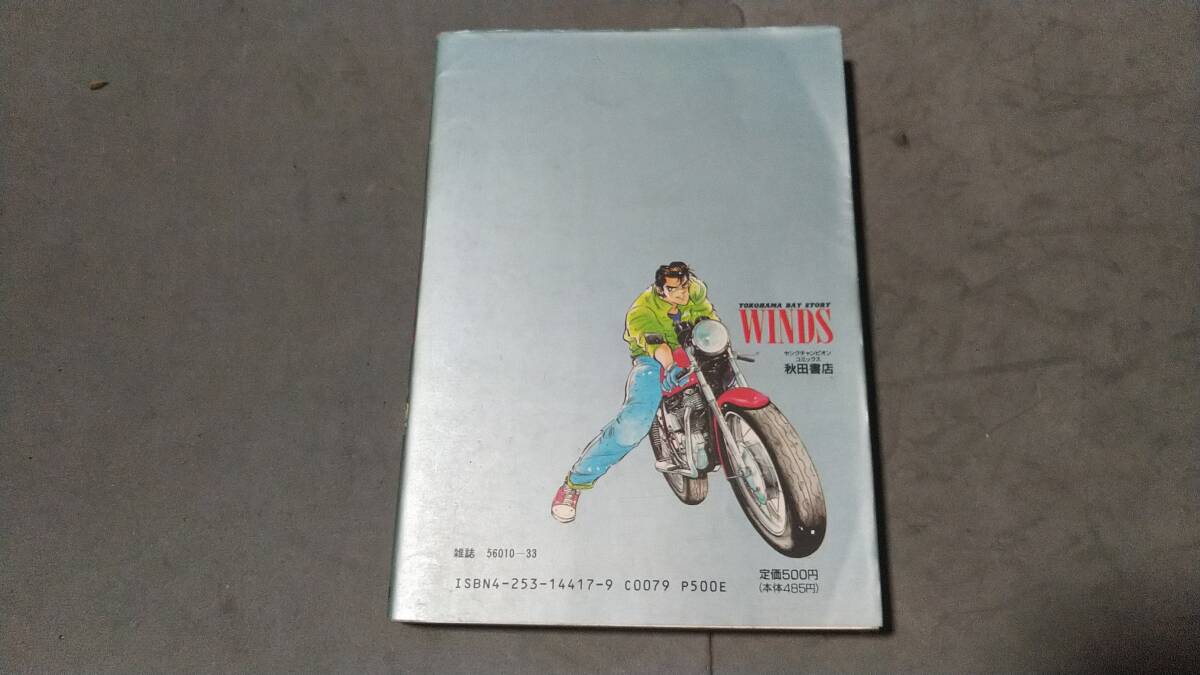 YOKOHAMA BAY STORY
WINDS
ヤングチャンピオン
コミックス
秋田書店
雑誌 56010-33
ISBN4-253-14417-9 C0079 P500E
定価500円
(本体485円)